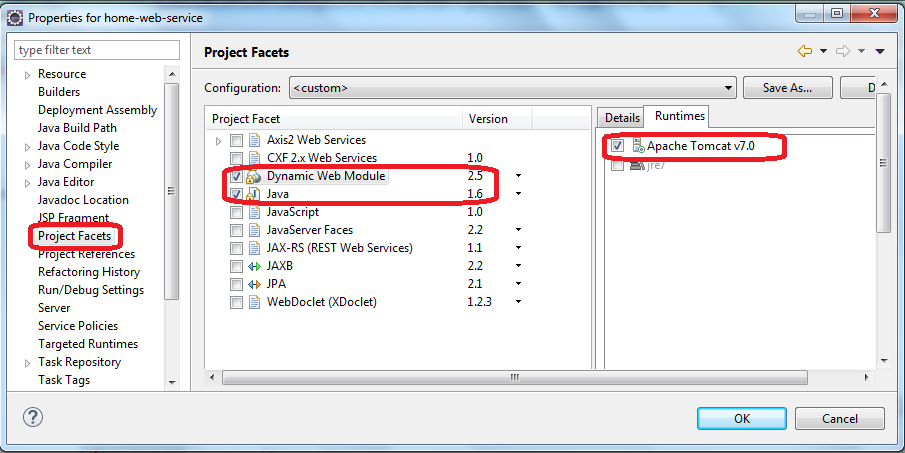 Properties for home-web-service
type filter text
Resource
Builders
Deployment Assembly
Java Build Path
Java Code Style
Java Compiler
Java Editor
Javadoc Location
JSP Fragment
Project Facets
Project References
Refactoring History
Run/Debug Settings
Server
Service Policies
Targeted Runtimes
Task Repository
Task Tags
Project Facets
Configuration: <custom> Save As... D
Project Facet Version
Axis2 Web Services
CXF 2.x Web Services 1.0
Dynamic Web Module 2.5
Java 1.6
JavaScript 1.0
JavaServer Faces 2.2
JAX-RS (REST Web Services) 1.1
JAXB 2.2
JPA 2.1
WebDoclet (XDoclet) 1.2.3
Details Runtimes
Apache Tomcat v7.0
jre7
? OK Cancel